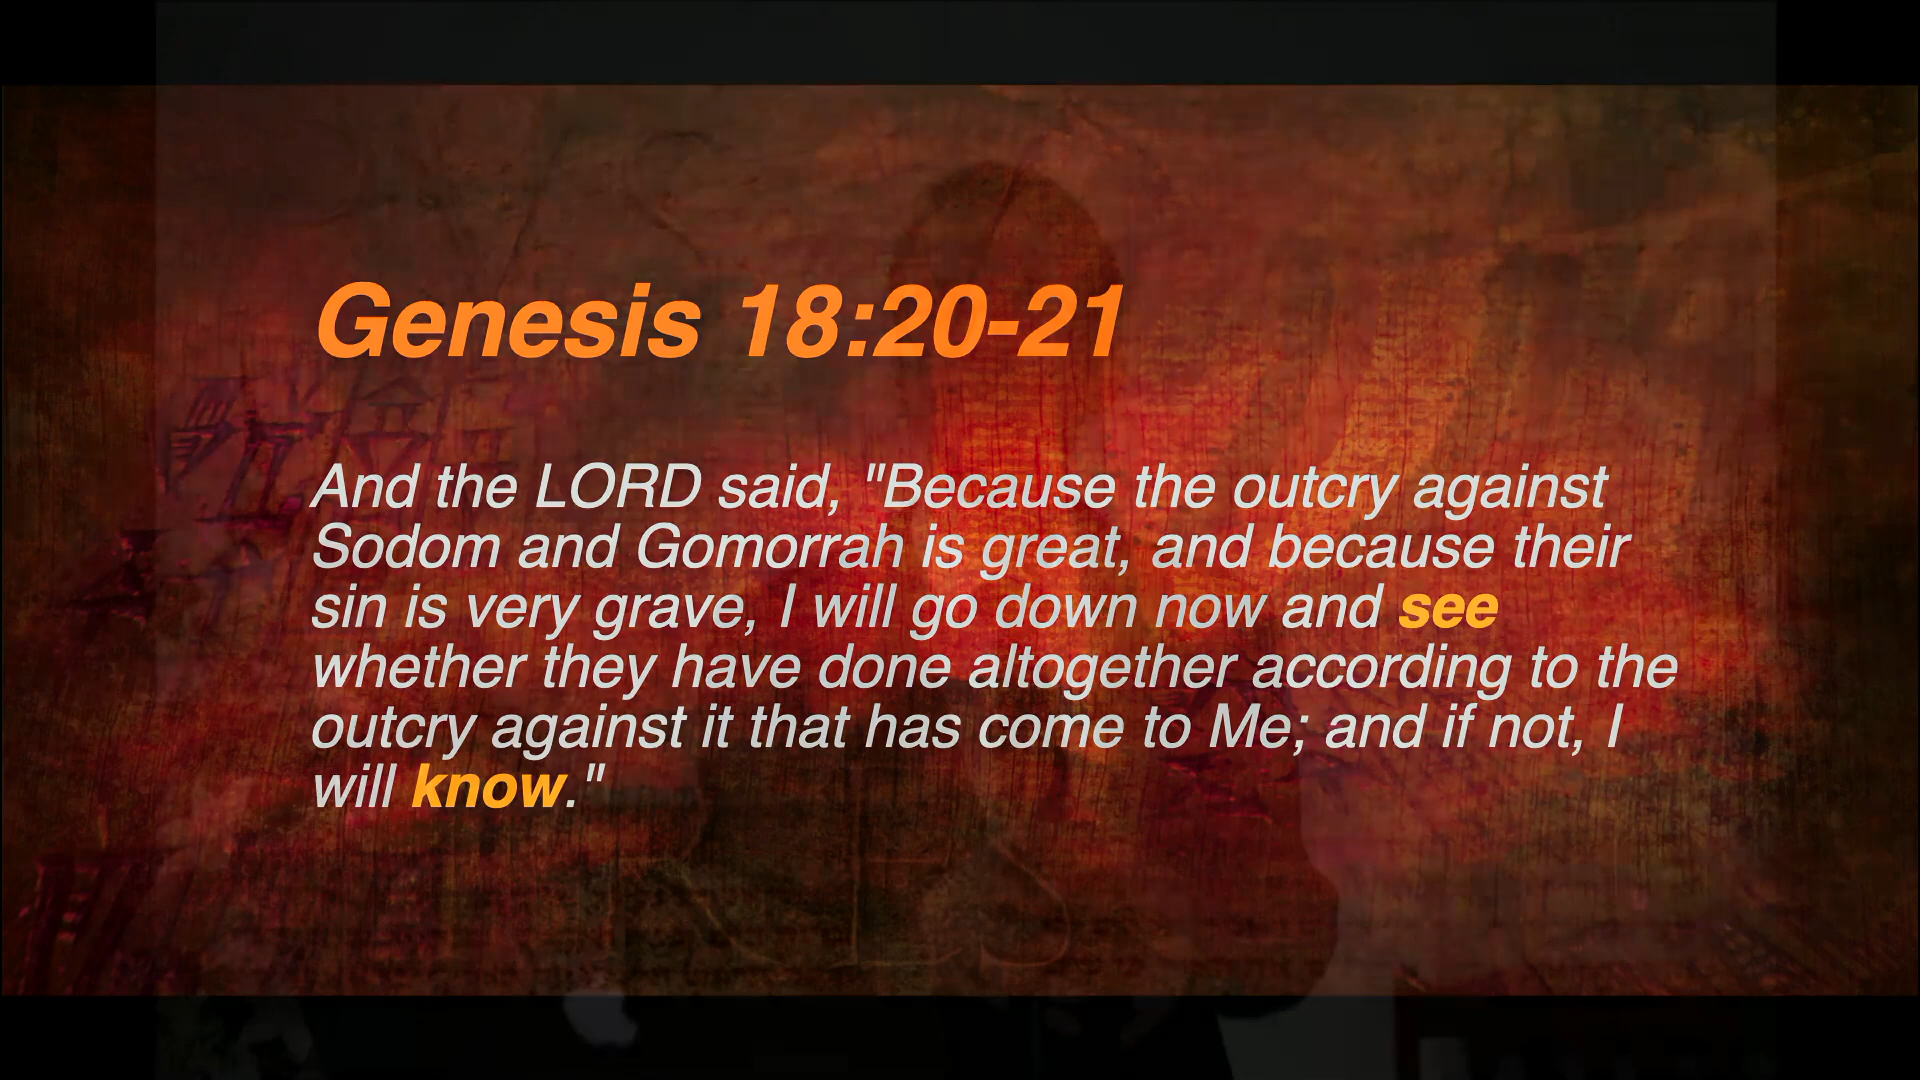 Genesis 18:20-21
And the LORD said, "Because the outcry against
Sodom and Gomorrah is great, and because their
sin is very grave, I will go down now and see
whether they have done altogether according to the
outcry against it that has come to Me; and if not, I
will know."